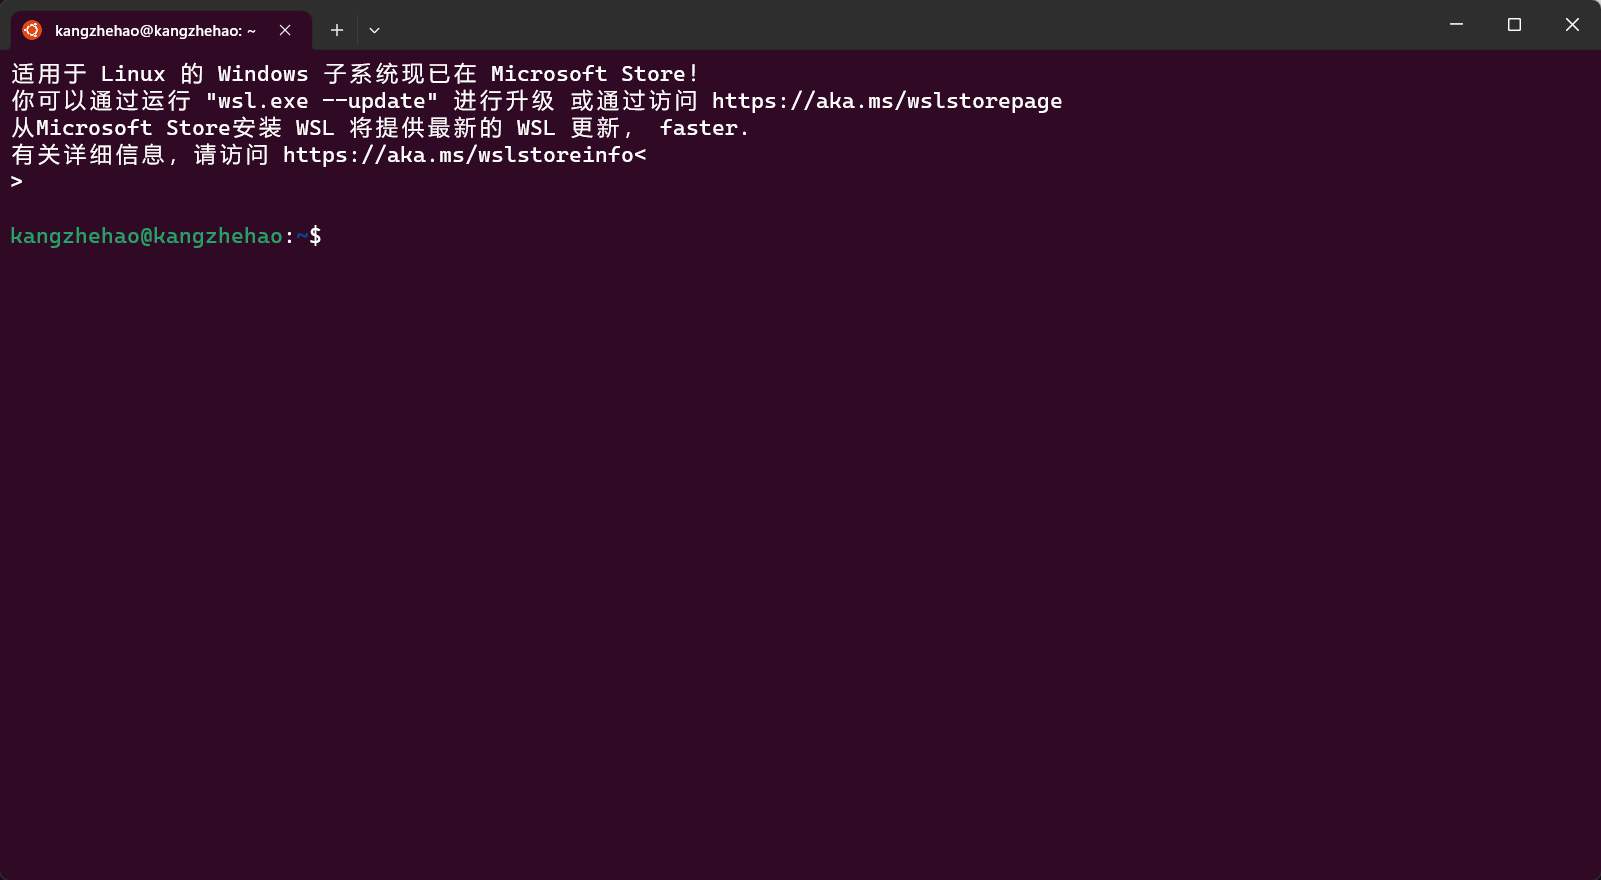 kangzhehao@kangzhehao: ~
适用于 Linux 的 Windows 子系统现已在 Microsoft Store!
你可以通过运行 "wsl.exe --update" 进行升级 或通过访问 https://aka.ms/wslstorepage
从Microsoft Store安装 WSL 将提供最新的 WSL 更新， faster.
有关详细信息，请访问 https://aka.ms/wslstoreinfo<
>
kangzhehao@kangzhehao:~$